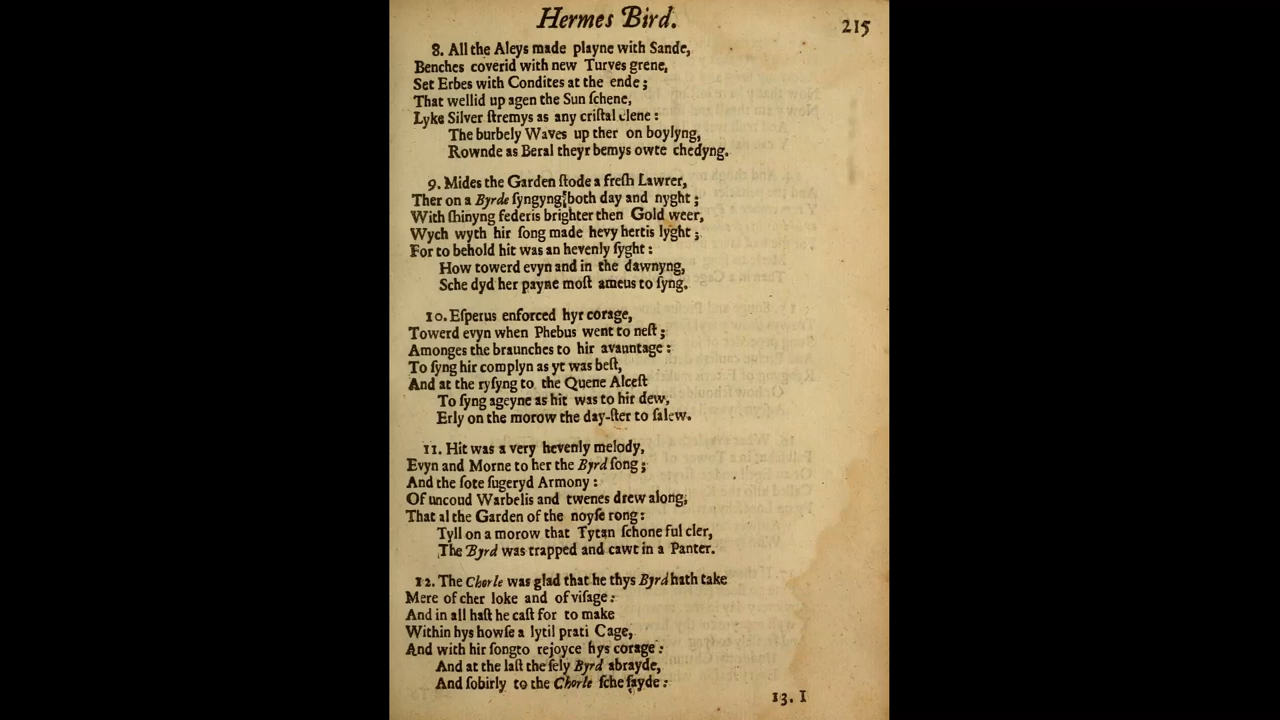 Hermes Bird.
215
8. All the Aleys made playne with Sande,
Benches coverid with new Turves grene,
Set Erbes with Condites at the ende;
That wellid up agen the Sun ſchene,
Lyke Silver ſtremys as any criſtal clene:
The burbely Waves up ther on boylyng,
Rownde as Beral theyr bemys owte chedyng.
9. Mides the Garden ſtode a freſh Lawrer,
Ther on a Byrde ſyngyng both day and nyght;
With ſhinyng federis brighter then Gold weer,
Wych wyth hir ſong made hevy hertis lyght;
For to behold hit was an hevenly ſyght:
How towerd evyn and in the dawnyng,
Sche dyd her payne moſt ameus to ſyng.
10. Eſperus enforced hyr corage,
Towerd evyn when Phebus went to neſt;
Amonges the braunches to hir avauntage:
To ſyng hir complyn as yt was beſt,
And at the ryſyng to the Quene Alceſt
To ſyng ageyne as hit was to hir dew,
Erly on the morow the day-ſter to ſalew.
11. Hit was a very hevenly melody,
Evyn and Morne to her the Byrd ſong;
And the ſote ſugeryd Armony:
Of uncoud Warbelis and twenes drew along,
That al the Garden of the noyſe rong:
Tyll on a morow that Tytan ſchone ful cler,
The Byrd was trapped and cawt in a Panter.
12. The Chorle was glad that he thys Byrd hath take
Mere of cher loke and of viſage:
And in all haſt he caſt for to make
Within hys howſe a lytil prati Cage,
And with hir ſongto rejoyce hys corage:
And at the laſt the ſely Byrd abrayde,
And ſobirly to the Chorle ſche ſayde:
13. I